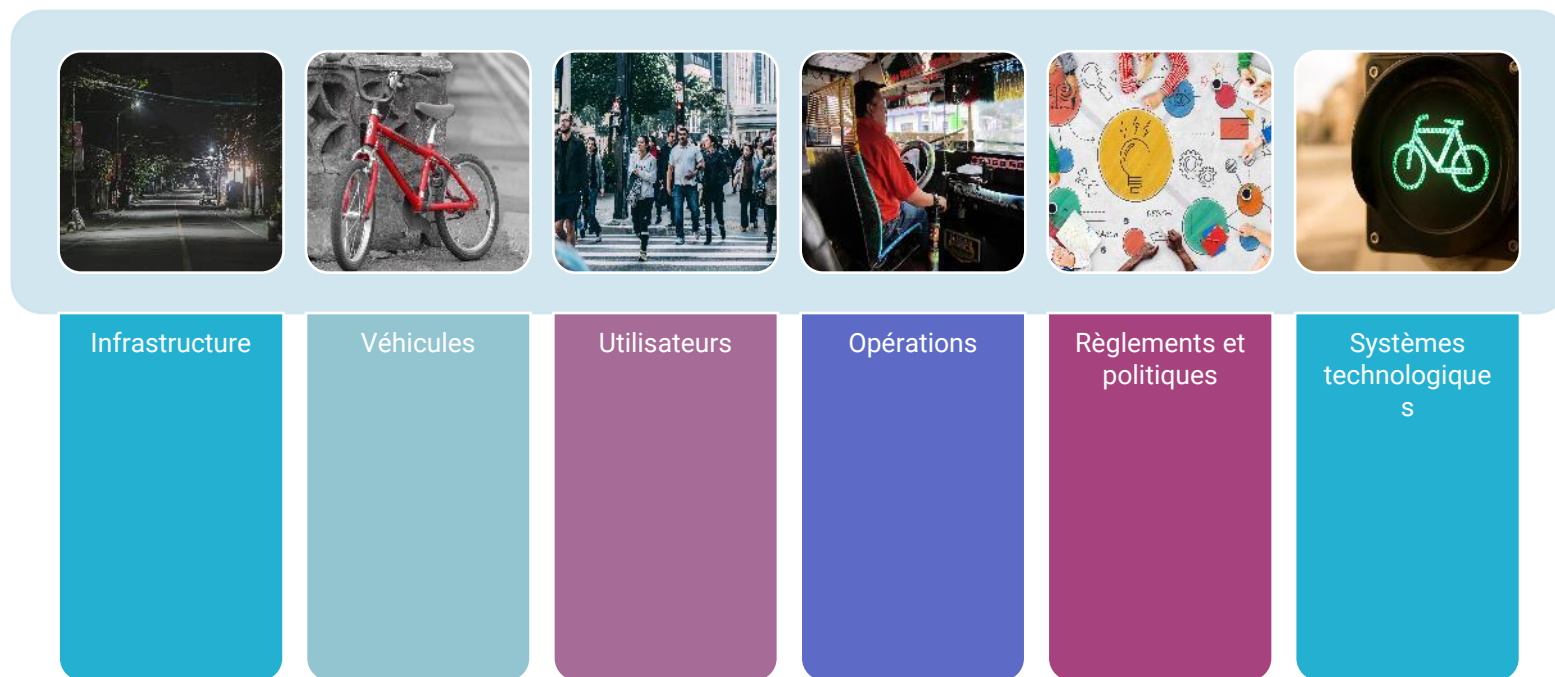 Infrastructure
Véhicules
Utilisateurs
Opérations
Règlements et
politiques
Systèmes
technologique
s